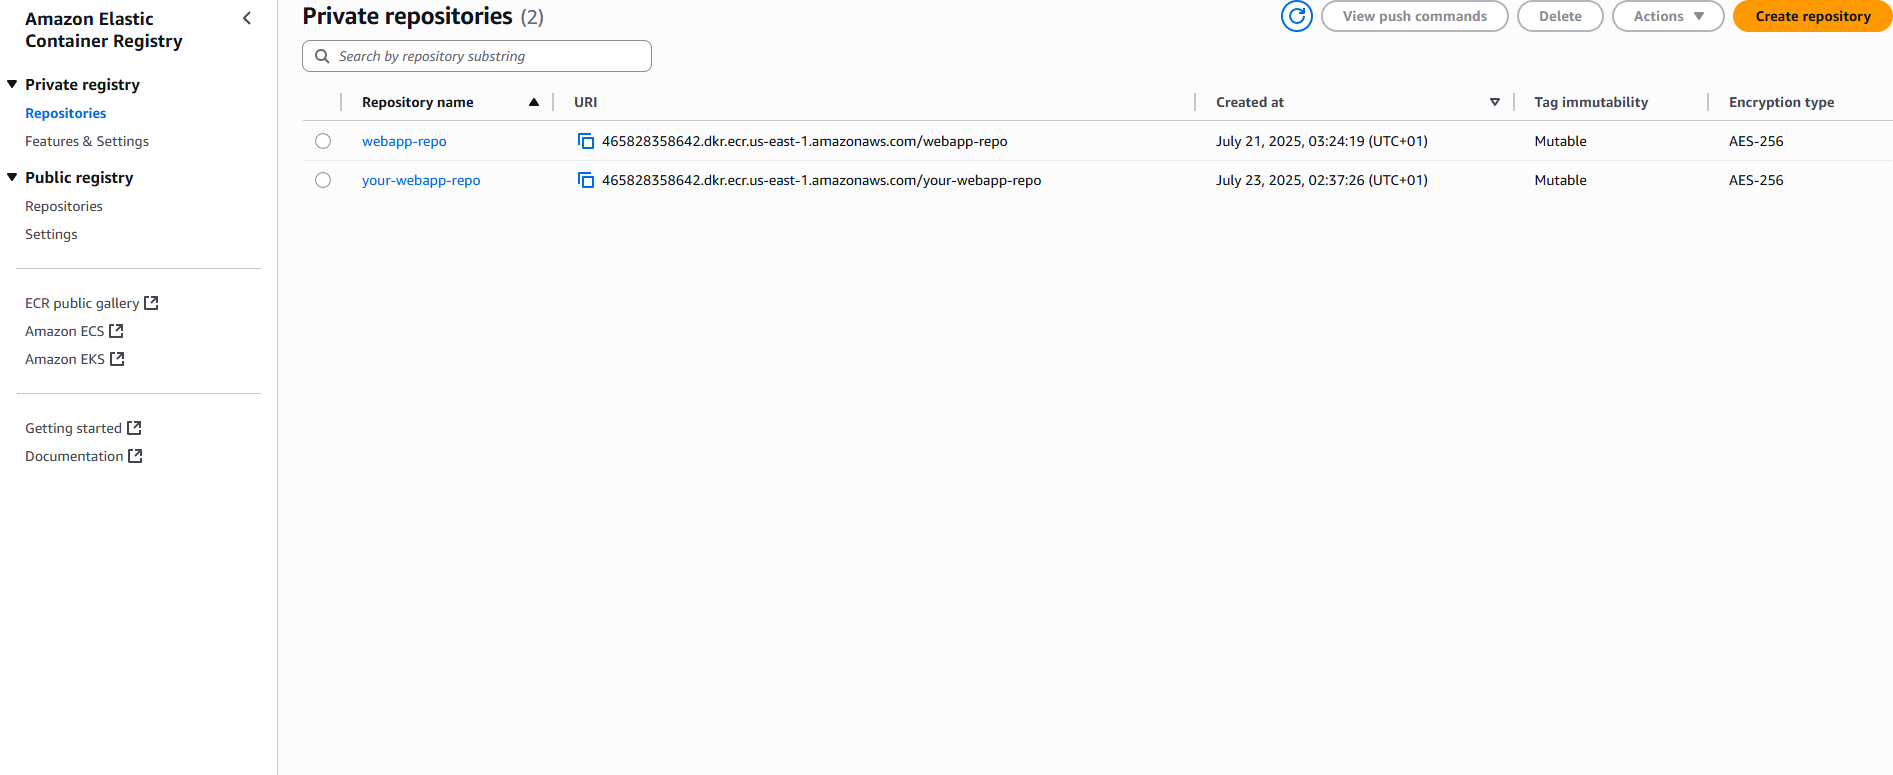 Amazon Elastic
Container Registry
Private registry
Repositories
Features & Settings
Public registry
Repositories
Settings
ECR public gallery
Amazon ECS
Amazon EKS
Getting started
Documentation
Private repositories (2)
View push commands
Delete
Actions
Create repository
Search by repository substring
Repository name URI Created at Tag immutability Encryption type
webapp-repo 465828358642.dkr.ecr.us-east-1.amazonaws.com/webapp-repo July 21, 2025, 03:24:19 (UTC+01) Mutable AES-256
your-webapp-repo 465828358642.dkr.ecr.us-east-1.amazonaws.com/your-webapp-repo July 23, 2025, 02:37:26 (UTC+01) Mutable AES-256